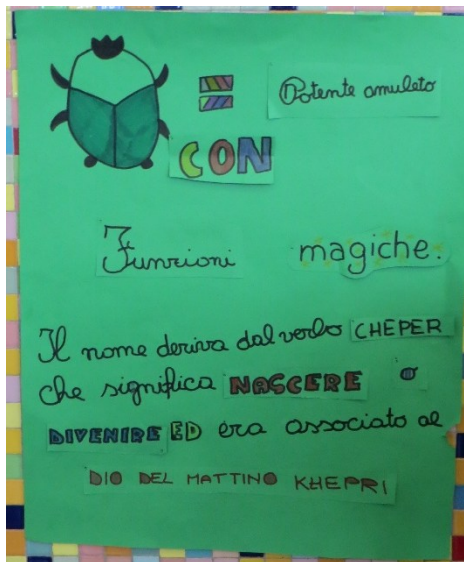 = Potente amuleto
CON
Funzioni magiche.
Il nome deriva dal verbo CHEPER
che significa NASCERE o
DIVENIRE ED era associato al
DIO DEL MATTINO KHEPRI